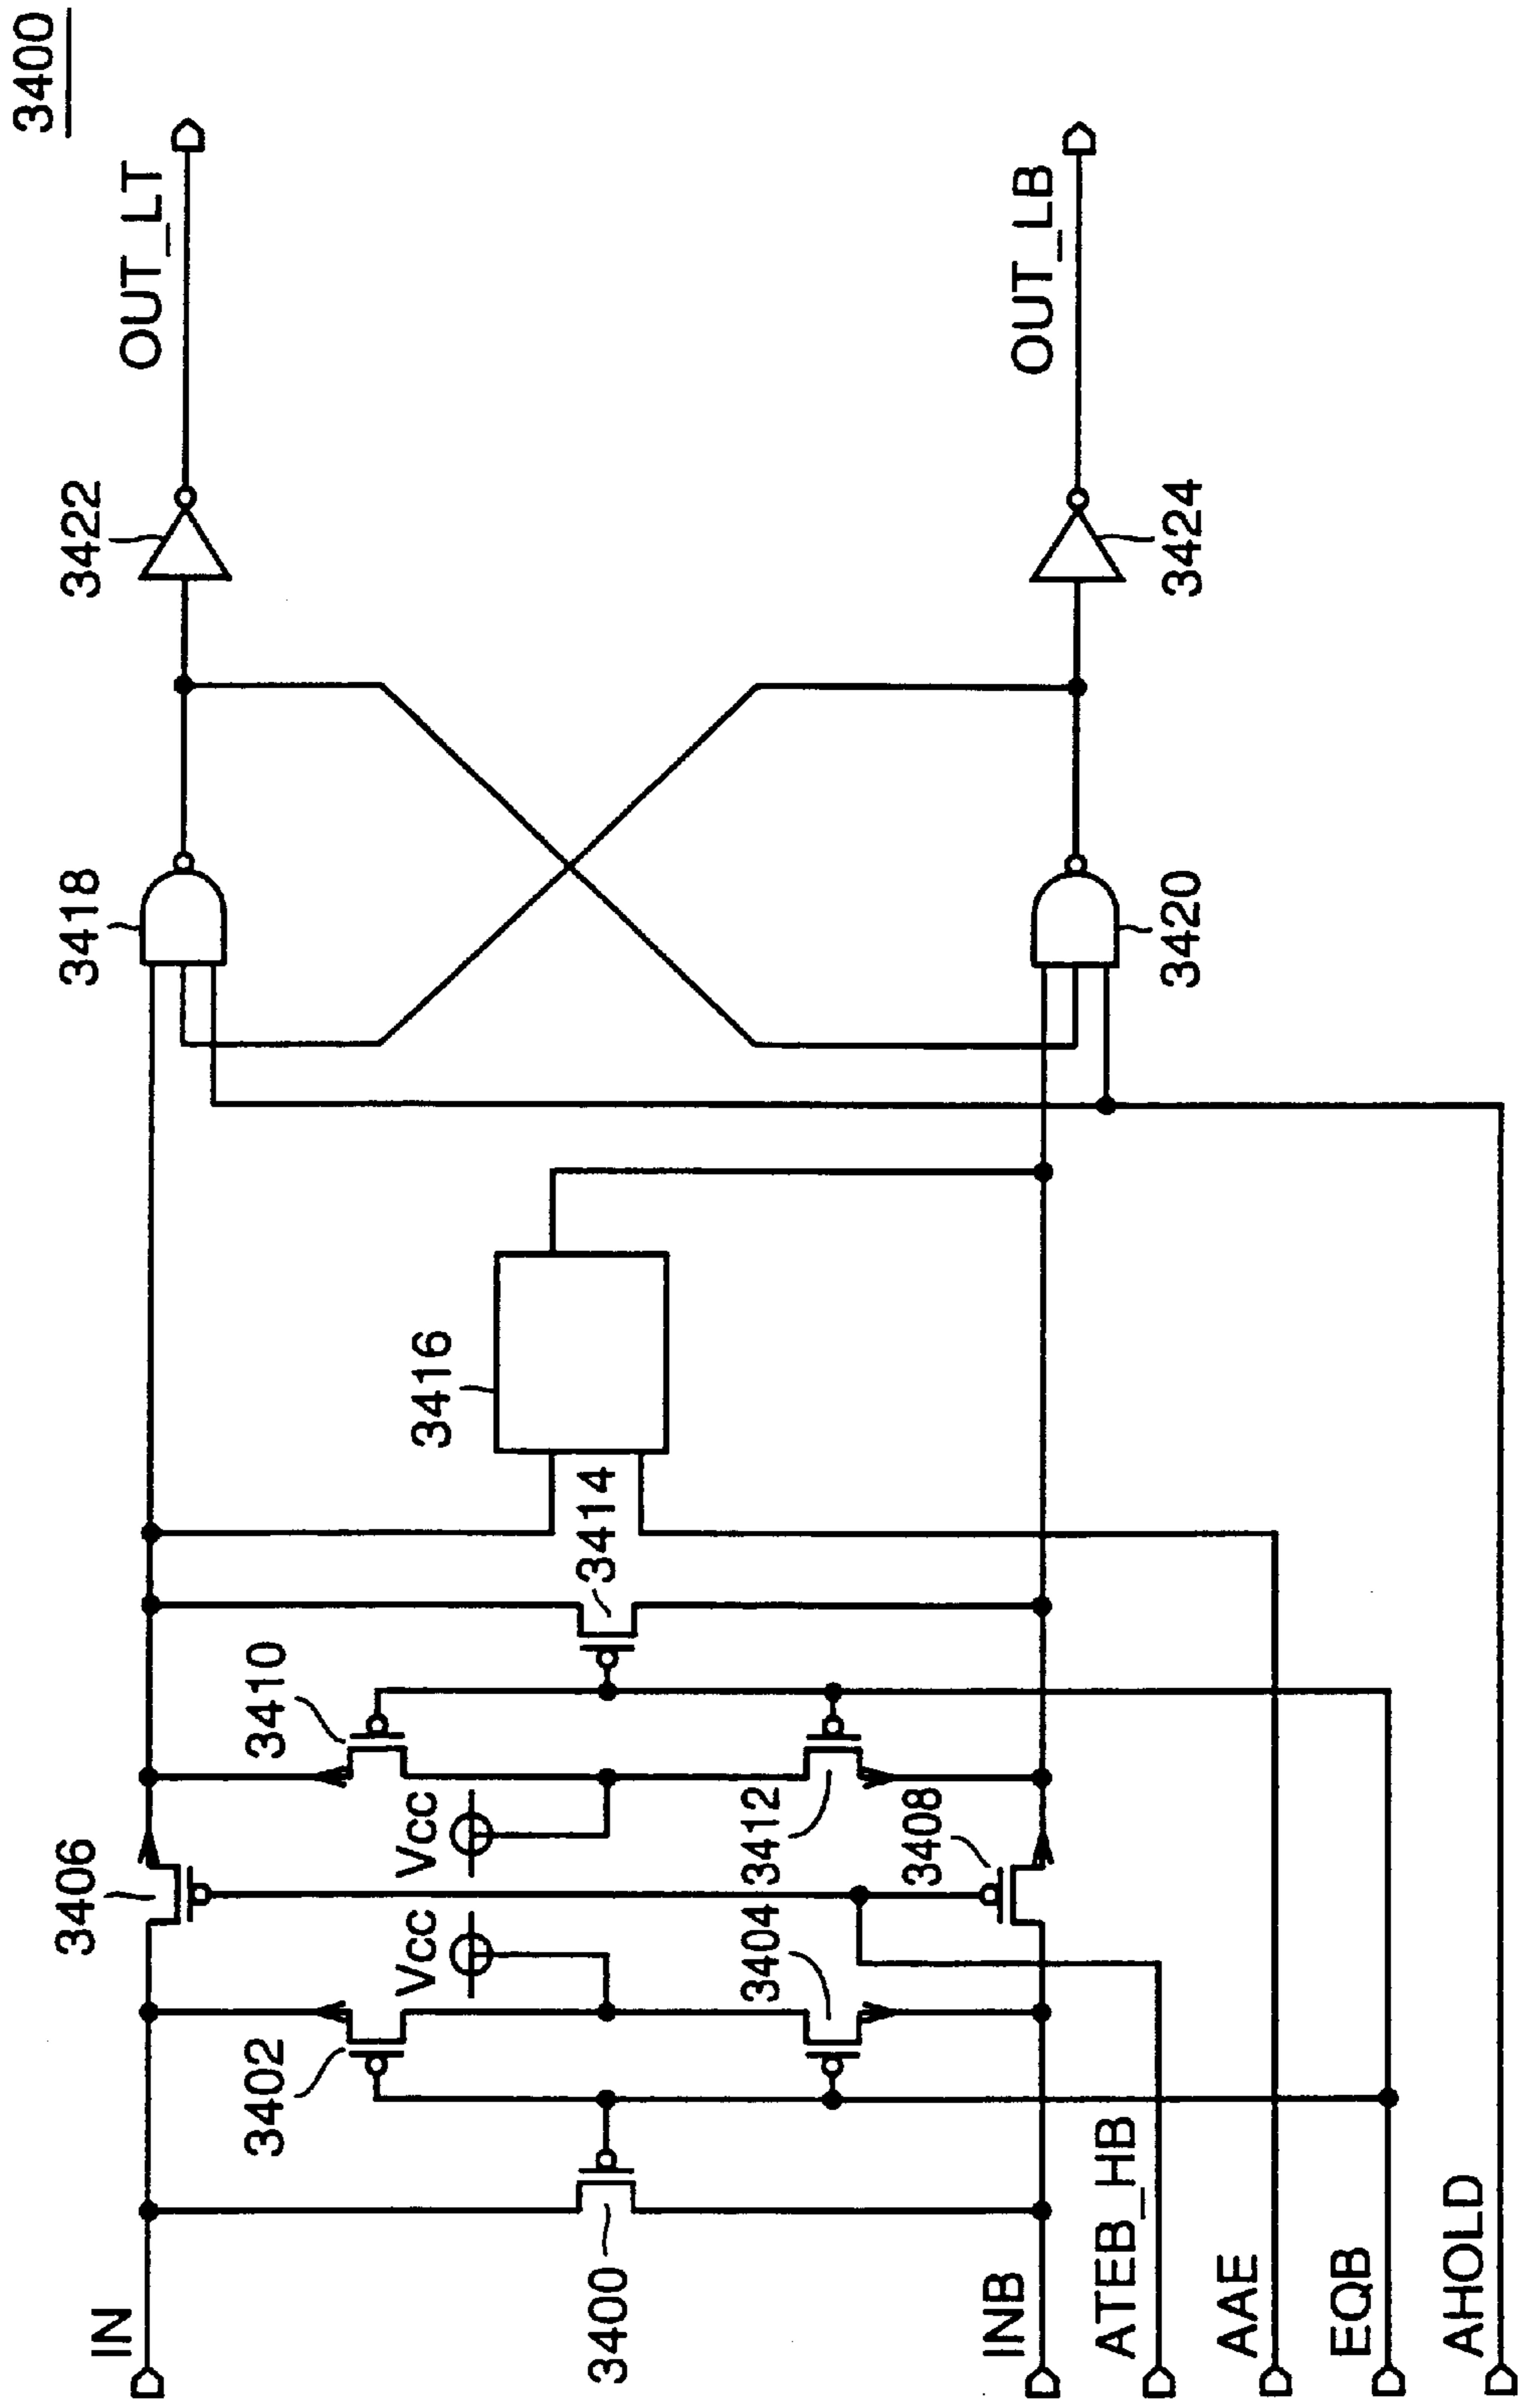 3400
IN
3402
3400
Vcc
3404
3406
3410
Vcc
3412
3408
3414
3416
3418
3420
3422
3424
OUT_LT
OUT_LB
INB
ATEB_HB
AAE
EQB
AHOLD